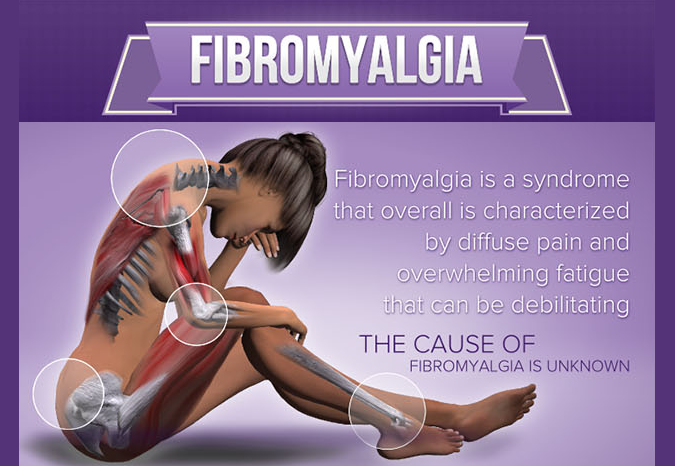 FIBROMYALGIA
Fibromyalgia is a syndrome
that overall is characterized
by diffuse pain and
overwhelming fatigue
that can be debilitating
THE CAUSE OF
FIBROMYALGIA IS UNKNOWN